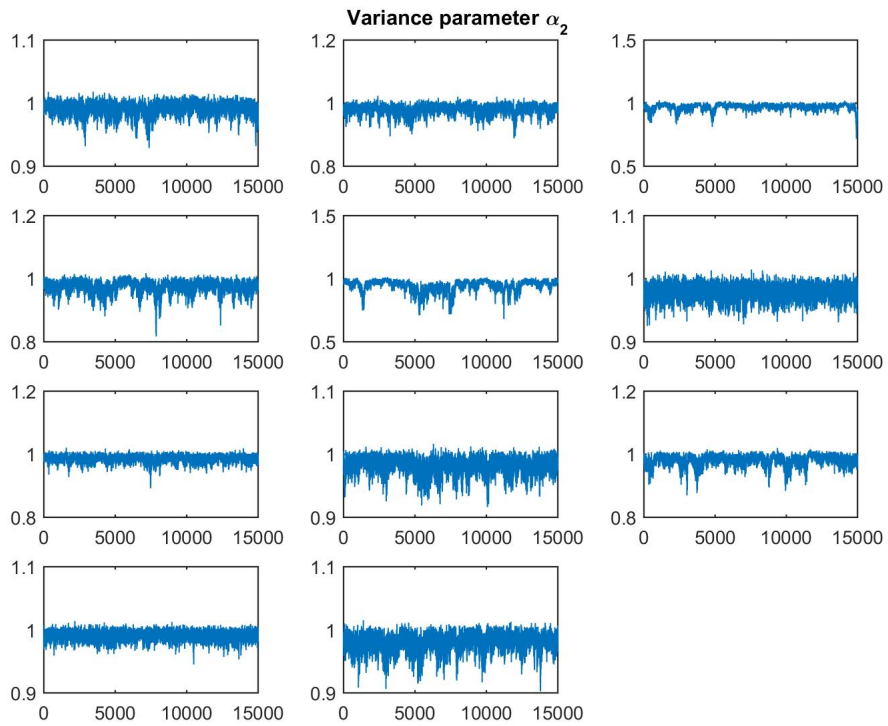 Variance parameter α₂
1.1 1.2 1.5
1 1 1
0.9 0.8 0.5
0 5000 10000 15000 0 5000 10000 15000 0 5000 10000 15000
1.2 1.5 1.1
1 1 1
0.8 0.5 0.9
0 5000 10000 15000 0 5000 10000 15000 0 5000 10000 15000
1.2 1.1 1.2
1 1 1
0.8 0.9 0.8
0 5000 10000 15000 0 5000 10000 15000 0 5000 10000 15000
1.1 1.1
1 1
0.9 0.9
0 5000 10000 15000 0 5000 10000 15000